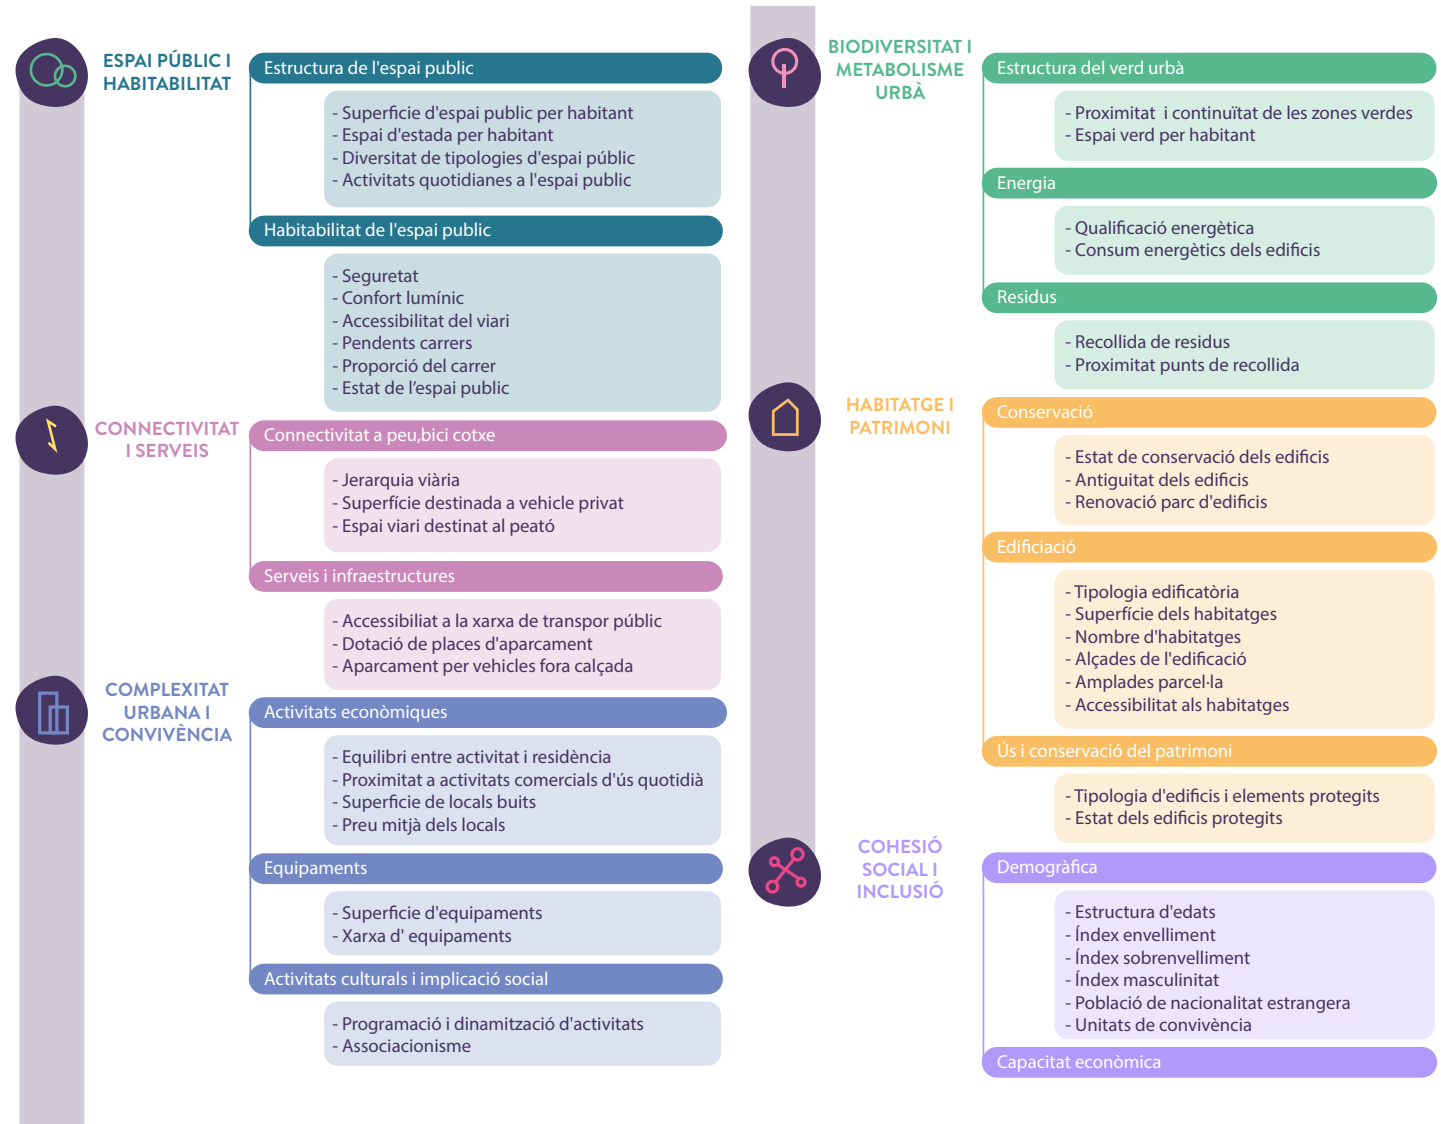 ESPAI PÚBLIC I
HABITABILITAT
Estructura de l'espai public
- Superficie d'espai public per habitant
- Espai d'estada per habitant
- Diversitat de tipologies d'espai públic
- Activitats quotidianes a l'espai public
Habitabilitat de l'espai public
- Seguretat
- Confort lumínic
- Accessibilitat del viari
- Pendents carrers
- Proporció del carrer
- Estat de l’espai public
CONNECTIVITAT
I SERVEIS
Connectivitat a peu,bici cotxe
- Jerarquia viària
- Superfície destinada a vehicle privat
- Espai viari destinat al peató
Serveis i infraestructures
- Accessibiliat a la xarxa de transpor públic
- Dotació de places d'aparcament
- Aparcament per vehicles fora calçada
COMPLEXITAT
URBANA I
CONVIVÈNCIA
Activitats econòmiques
- Equilibri entre activitat i residència
- Proximitat a activitats comercials d'ús quotidià
- Superficie de locals buits
- Preu mitjà dels locals
Equipaments
- Superficie d'equipaments
- Xarxa d' equipaments
Activitats culturals i implicació social
- Programació i dinamització d'activitats
- Associacionisme
BIODIVERSITAT I
METABOLISME
URBÀ
Estructura del verd urbà
- Proximitat  i continuïtat de les zones verdes
- Espai verd per habitant
Energia
- Qualificació energètica
- Consum energètics dels edificis
Residus
- Recollida de residus
- Proximitat punts de recollida
HABITATGE I
PATRIMONI
Conservació
- Estat de conservació dels edificis
- Antiguitat dels edificis
- Renovació parc d'edificis
Edificiació
- Tipologia edificatòria
- Superfície dels habitatges
- Nombre d'habitatges
- Alçades de l'edificació
- Amplades parcel·la
- Accessibilitat als habitatges
Ús i conservació del patrimoni
- Tipologia d'edificis i elements protegits
- Estat dels edificis protegits
COHESIÓ
SOCIAL I
INCLUSIÓ
Demogràfica
- Estructura d'edats
- Índex envelliment
- Índex sobrenvelliment
- Índex masculinitat
- Població de nacionalitat estrangera
- Unitats de convivència
Capacitat econòmica